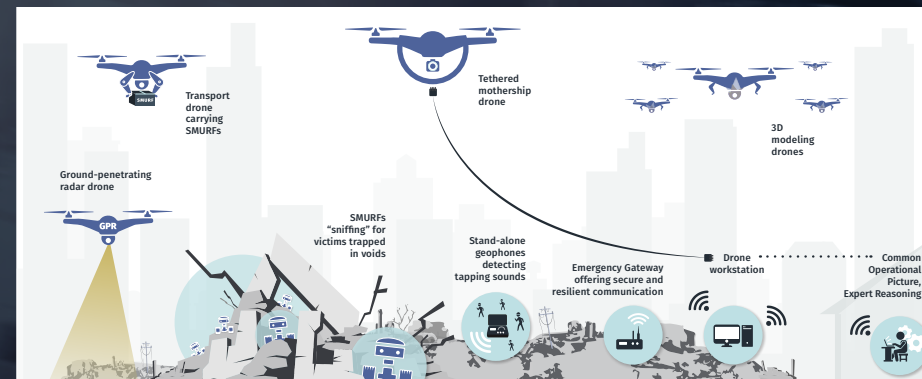 SMURF
Transport
drone
carrying
SMURFs
Tethered
mothership
drone
3D
modeling
drones
Ground-penetrating
radar drone
GPR
SMURFs
“sniffing” for
victims trapped
in voids
Stand-alone
geophones
detecting
tapping sounds
Emergency Gateway
offering secure and
resilient communication
Drone
workstation
Common
Operational
Picture,
Expert Reasoning